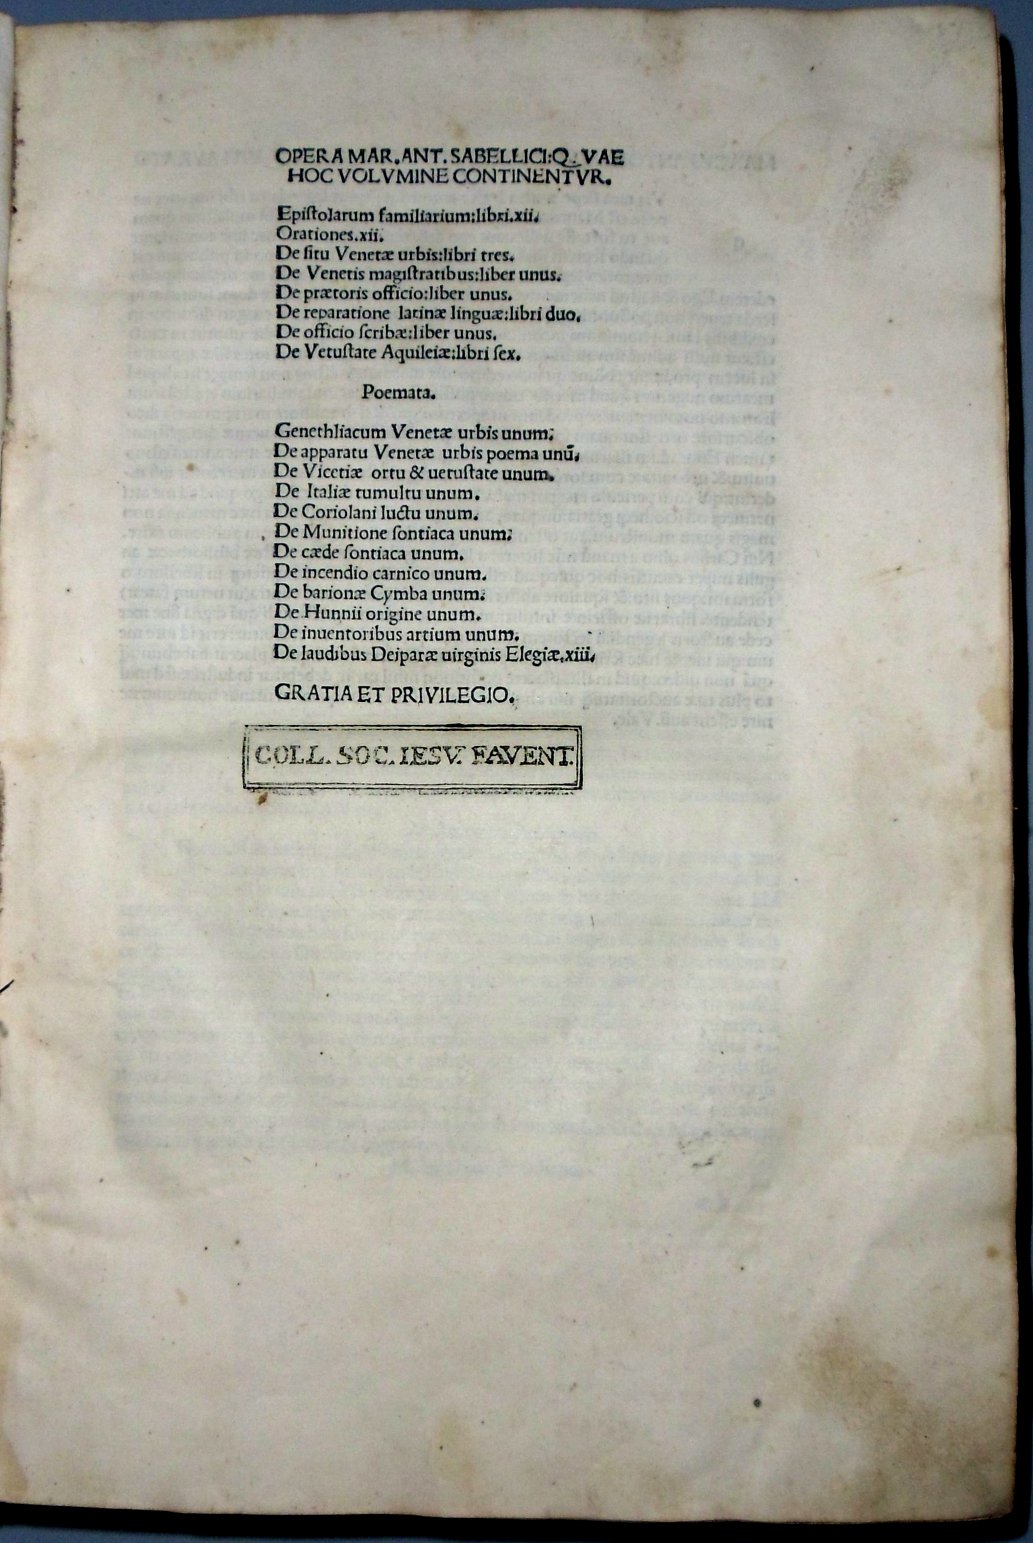 OPERA MAR.ANT.SABELLICI:QVAE
HOC VOLVMINE CONTINENTVR.
Epiſtolarum familiarium:libri.xii.
Orationes.xii.
De ſitu Venetæ urbis:libri tres.
De Venetis magiſtratibus:liber unus.
De prætoris officio:liber unus.
De reparatione latinæ linguæ:libri duo.
De officio ſcribæ:liber unus.
De Vetuſtate Aquileiæ:libri ſex.
Poemata.
Genethliacum Venetæ urbis unum.
De apparatu Venetæ urbis poema unū.
De Vicetiæ ortu & uetuſtate unum.
De Italiæ tumultu unum.
De Coriolani luctu unum.
De Munitione ſontiaca unum.
De cæde ſontiaca unum.
De incendio carnico unum.
De barionæ Cymba unum.
De Hunnii origine unum.
De inuentoribus artium unum.
De laudibus Deiparæ uirginis Elegiæ.xiii.
GRATIA ET PRIVILEGIO.
COLL. SOC. IESV. FAVENT.